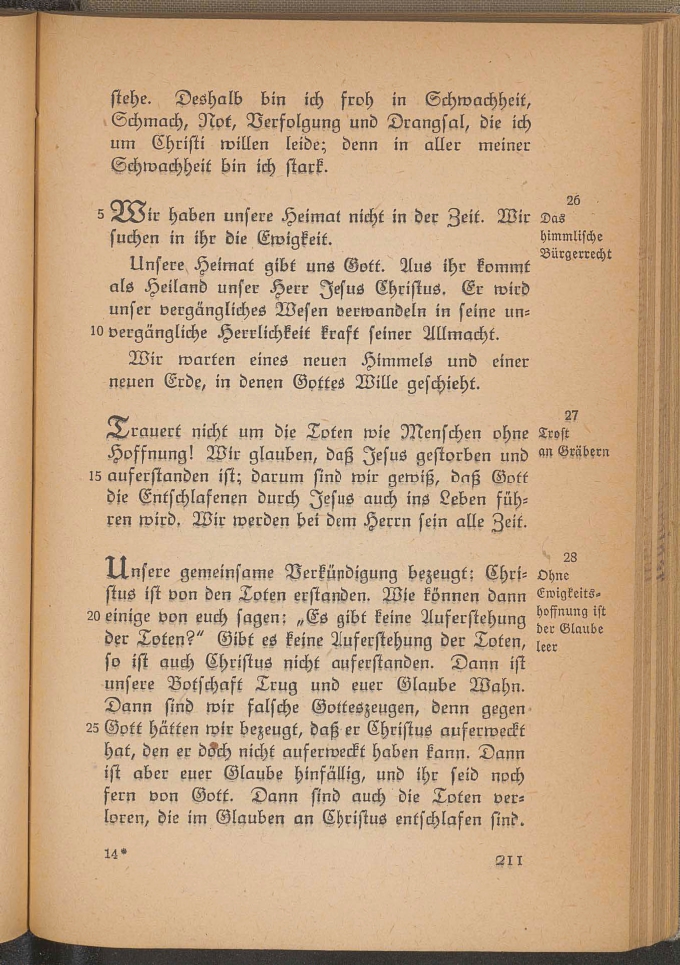 stehe. Deshalb bin ich froh in Schwachheit,
Schmach, Not, Verfolgung und Drangsal, die ich
um Christi willen leide; denn in aller meiner
Schwachheit bin ich stark.
26
Das
himmlische
Bürgerrecht
5 Wir haben unsere Heimat nicht in der Zeit. Wir
suchen in ihr die Ewigkeit.
Unsere Heimat gibt uns Gott. Aus ihr kommt
als Heiland unser Herr Jesus Christus. Er wird
unser vergängliches Wesen verwandeln in seine un-
10 vergängliche Herrlichkeit kraft seiner Allmacht.
Wir warten eines neuen Himmels und einer
neuen Erde, in denen Gottes Wille geschieht.
27
Trost
an Gräbern
Trauert nicht um die Toten wie Menschen ohne
Hoffnung! Wir glauben, daß Jesus gestorben und
15 auferstanden ist; darum sind wir gewiß, daß Gott
die Entschlafenen durch Jesus auch ins Leben füh-
ren wird. Wir werden bei dem Herrn sein alle Zeit.
28
Ohne
Ewigkeits-
hoffnung ist
der Glaube
leer
Unsere gemeinsame Verkündigung bezeugt: Chri-
stus ist von den Toten erstanden. Wie können dann
20 einige von euch sagen: „Es gibt keine Auferstehung
der Toten?“ Gibt es keine Auferstehung der Toten,
so ist auch Christus nicht auferstanden. Dann ist
unsere Botschaft Trug und euer Glaube Wahn.
Dann sind wir falsche Gotteszeugen, denn gegen
25 Gott hätten wir bezeugt, daß er Christus auferweckt
hat, den er doch nicht auferweckt haben kann. Dann
ist aber euer Glaube hinfällig, und ihr seid noch
fern von Gott. Dann sind auch die Toten ver-
loren, die im Glauben an Christus entschlafen sind.
14*
211